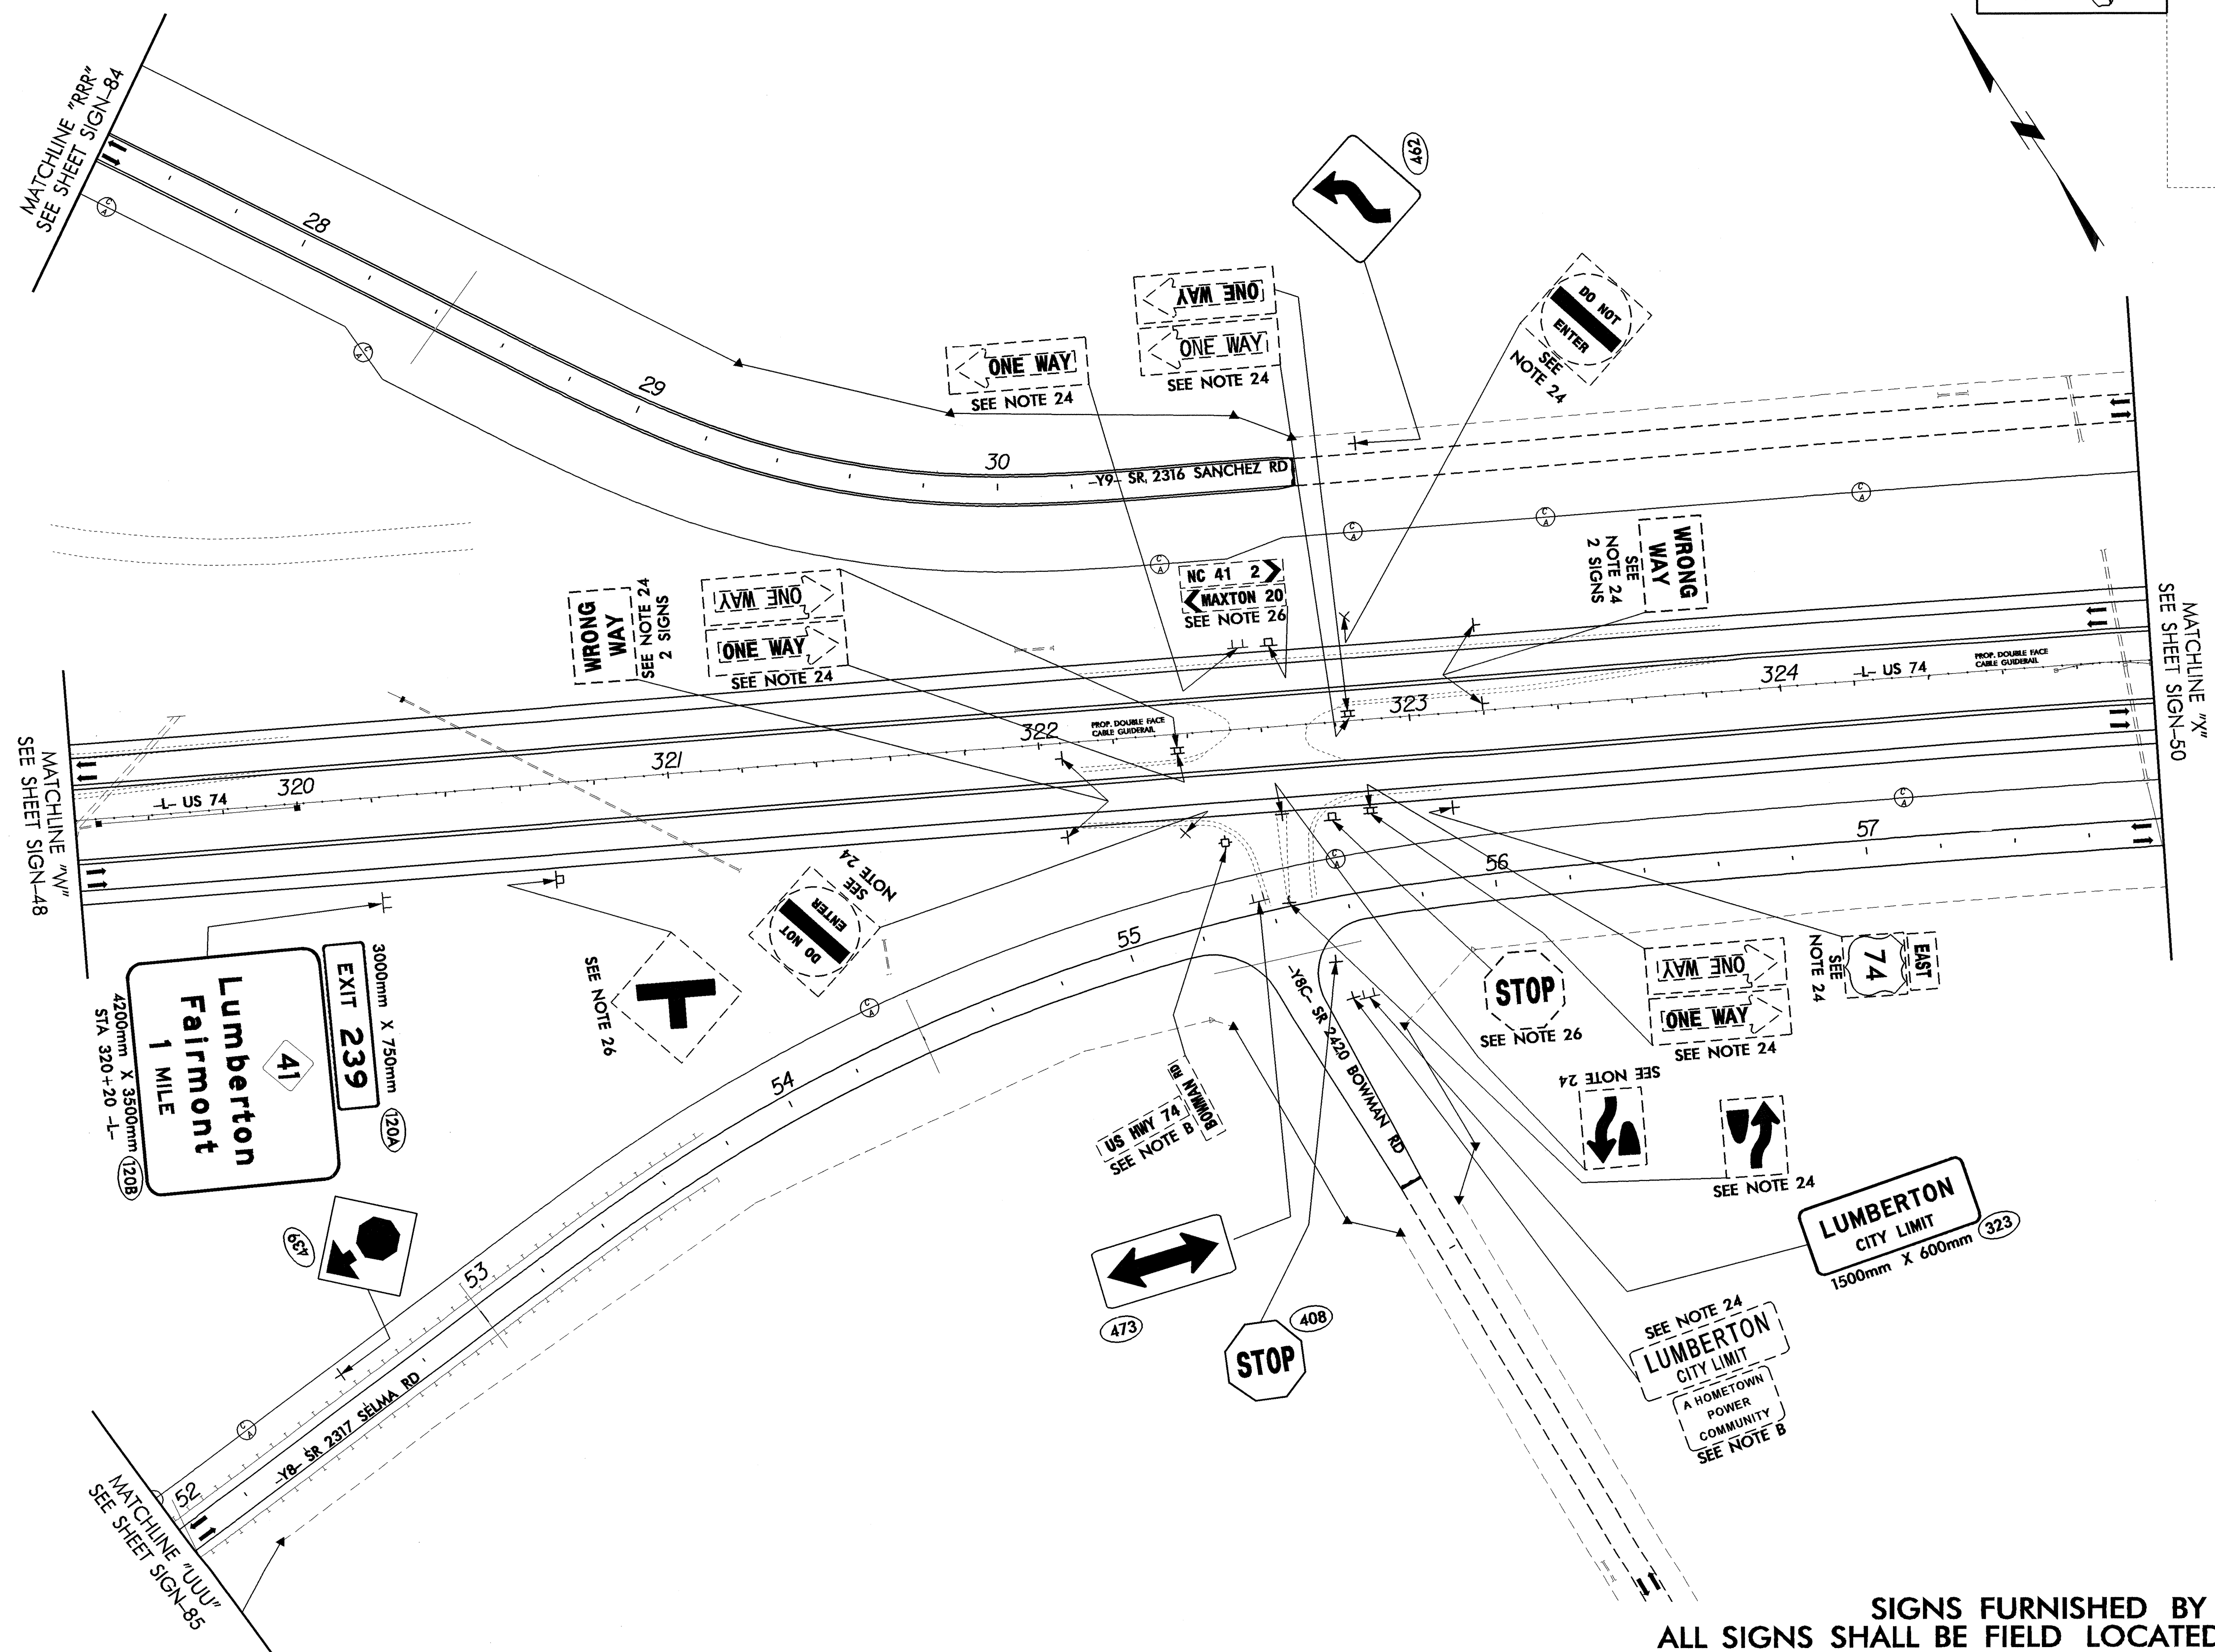 MATCHLINE "RRR"
SEE SHEET SIGN-84
28
29
30
-Y9- SR 2316 SANCHEZ RD
462
ONE WAY
ONE WAY
SEE NOTE 24
ONE WAY
SEE NOTE 24
DO NOT
ENTER
SEE
NOTE 24
WRONG
WAY
SEE
NOTE 24
2 SIGNS
NC 41 2
MAXTON 20
SEE NOTE 26
WRONG
WAY
SEE NOTE 24
2 SIGNS
ONE WAY
ONE WAY
SEE NOTE 24
MATCHLINE "X"
SEE SHEET SIGN-50
MATCHLINE "W"
SEE SHEET SIGN-48
-L- US 74
320
321
322
PROP. DOUBLE FACE
CABLE GUIDERAIL
323
324
-L- US 74
PROP. DOUBLE FACE
CABLE GUIDERAIL
C
A
C
A
C
A
C
A
C
A
C
A
C
A
C
A
C
A
C
A
3000mm X 750mm
120A
EXIT 239
41
Lumberton
Fairmont
1 MILE
4200mm X 3500mm
120B
STA 320+20 -L-
SEE NOTE 26
DO NOT
ENTER
SEE
NOTE 24
57
56
55
54
53
52
439
-Y8- SR 2317 SELMA RD
MATCHLINE "UUU"
SEE SHEET SIGN-85
-Y8C- SR 2420 BOWMAN RD
BOWMAN RD
US HWY 74
SEE NOTE B
473
STOP
408
STOP
SEE NOTE 26
ONE WAY
ONE WAY
SEE NOTE 24
EAST
74
SEE
NOTE 24
SEE NOTE 24
SEE NOTE 24
LUMBERTON
CITY LIMIT
1500mm X 600mm
323
SEE NOTE 24
LUMBERTON
CITY LIMIT
A HOMETOWN
POWER
COMMUNITY
SEE NOTE B
SIGNS FURNISHED BY
ALL SIGNS SHALL BE FIELD LOCATED